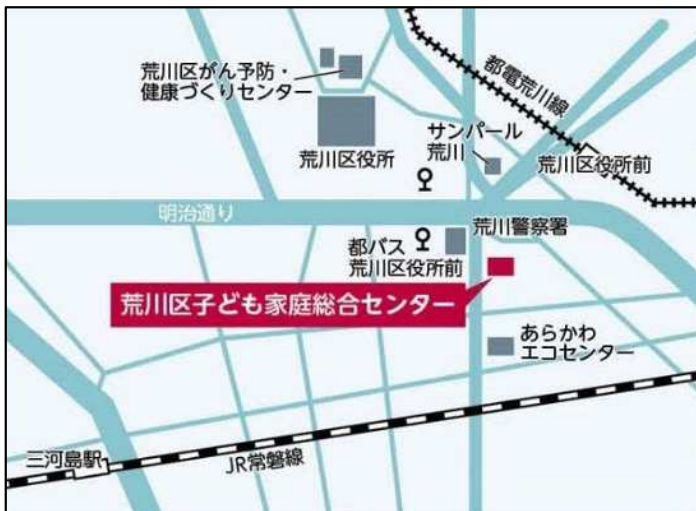 荒川区がん予防・
健康づくりセンター
荒川区役所
都電荒川線
サンパール
荒川
荒川区役所前
明治通り
荒川警察署
都バス
荒川区役所前
荒川区子ども家庭総合センター
あらかわ
エコセンター
三河島駅
JR常磐線